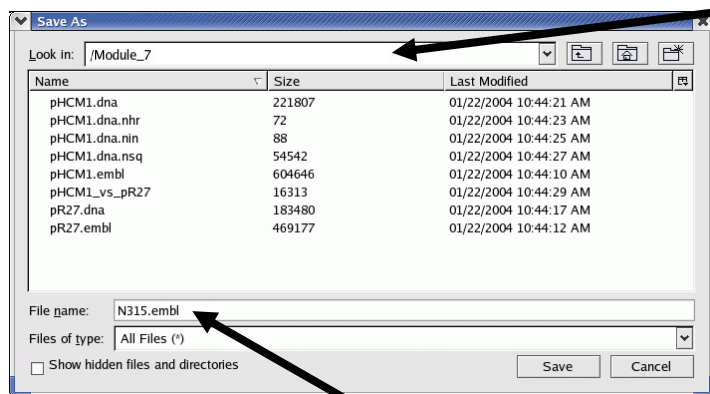 Save As
Look in: /Module_7
Name Size Last Modified
pHCM1.dna 221807 01/22/2004 10:44:21 AM
pHCM1.dna.nhr 72 01/22/2004 10:44:23 AM
pHCM1.dna.nin 88 01/22/2004 10:44:25 AM
pHCM1.dna.nsq 54542 01/22/2004 10:44:27 AM
pHCM1.embl 604646 01/22/2004 10:44:10 AM
pHCM1_vs_pR27 16313 01/22/2004 10:44:29 AM
pR27.dna 183480 01/22/2004 10:44:17 AM
pR27.embl 469177 01/22/2004 10:44:12 AM
File name: N315.embl
Files of type: All Files (*)
Show hidden files and directories Save Cancel